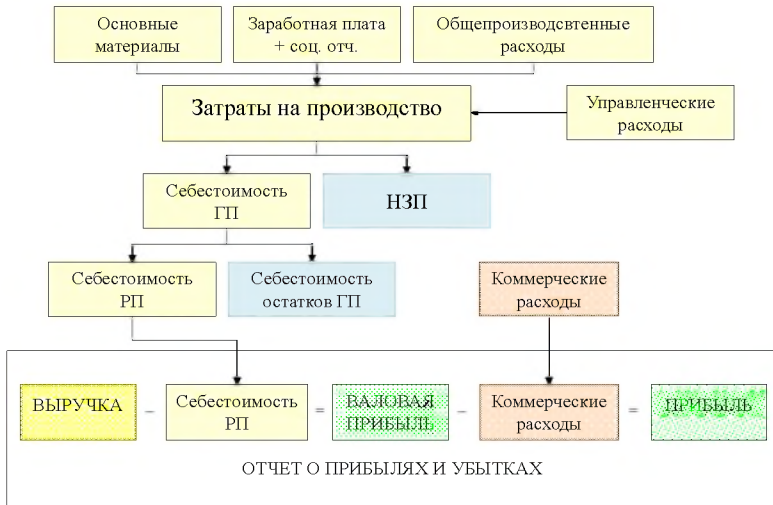 Основные
материалы
Заработная плата
+ соц. отч.
Общепроизводсвтенные
расходы
Затраты на производство
Управленческие
расходы
Себестоимость
ГП
НЗП
Себестоимость
РП
Себестоимость
остатков ГП
Коммерческие
расходы
ВЫРУЧКА
–
Себестоимость
РП
=
ВАЛОВАЯ
ПРИБЫЛЬ
–
Коммерческие
расходы
=
ПРИБЫЛЬ
ОТЧЕТ О ПРИБЫЛЯХ И УБЫТКАХ